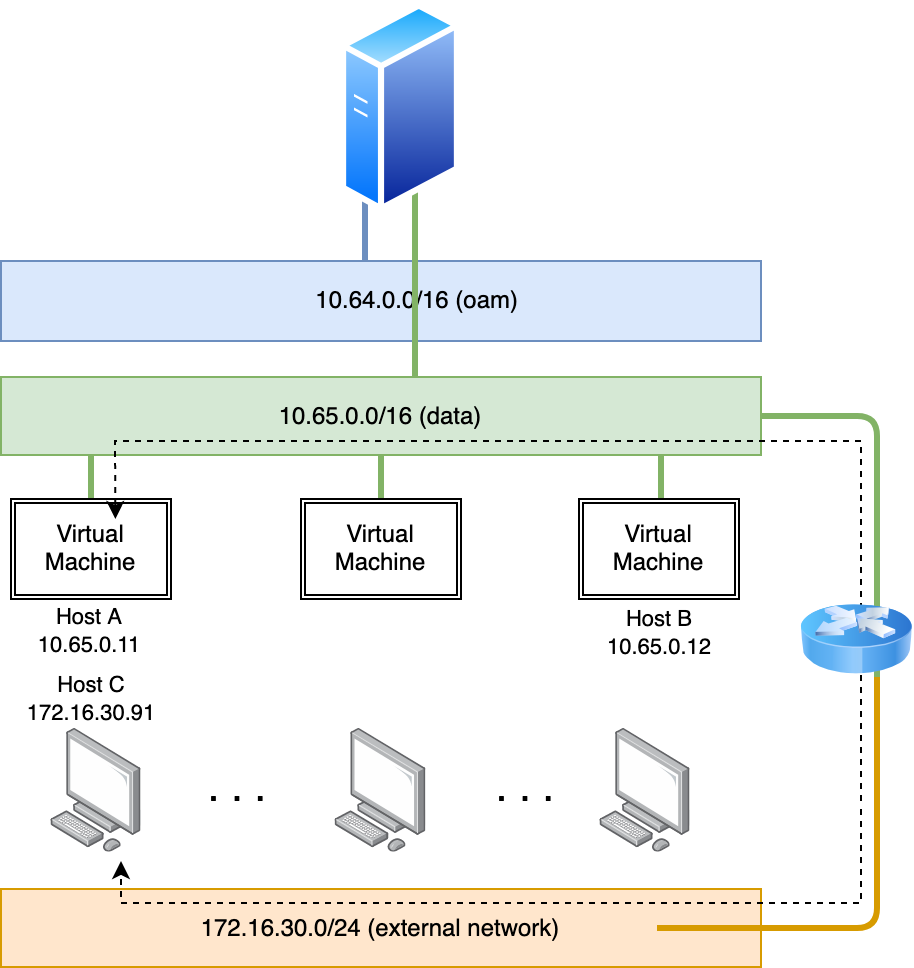 10.64.0.0/16 (oam)
10.65.0.0/16 (data)
Virtual
Machine
Virtual
Machine
Virtual
Machine
Host A
10.65.0.11
Host B
10.65.0.12
Host C
172.16.30.91
. . .
. . .
172.16.30.0/24 (external network)